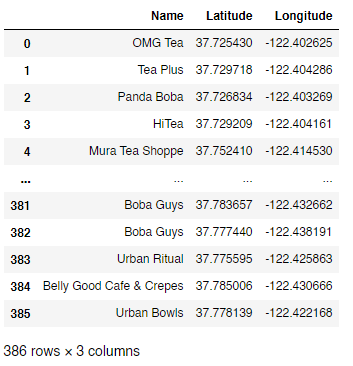 Name Latitude Longitude
0 OMG Tea 37.725430 -122.402625
1 Tea Plus 37.729718 -122.404286
2 Panda Boba 37.726834 -122.403269
3 HiTea 37.729209 -122.404161
4 Mura Tea Shoppe 37.752410 -122.414530
... ... ... ...
381 Boba Guys 37.783657 -122.432662
382 Boba Guys 37.777440 -122.438191
383 Urban Ritual 37.775595 -122.425863
384 Belly Good Cafe & Crepes 37.785006 -122.430666
385 Urban Bowls 37.778139 -122.422168
386 rows × 3 columns